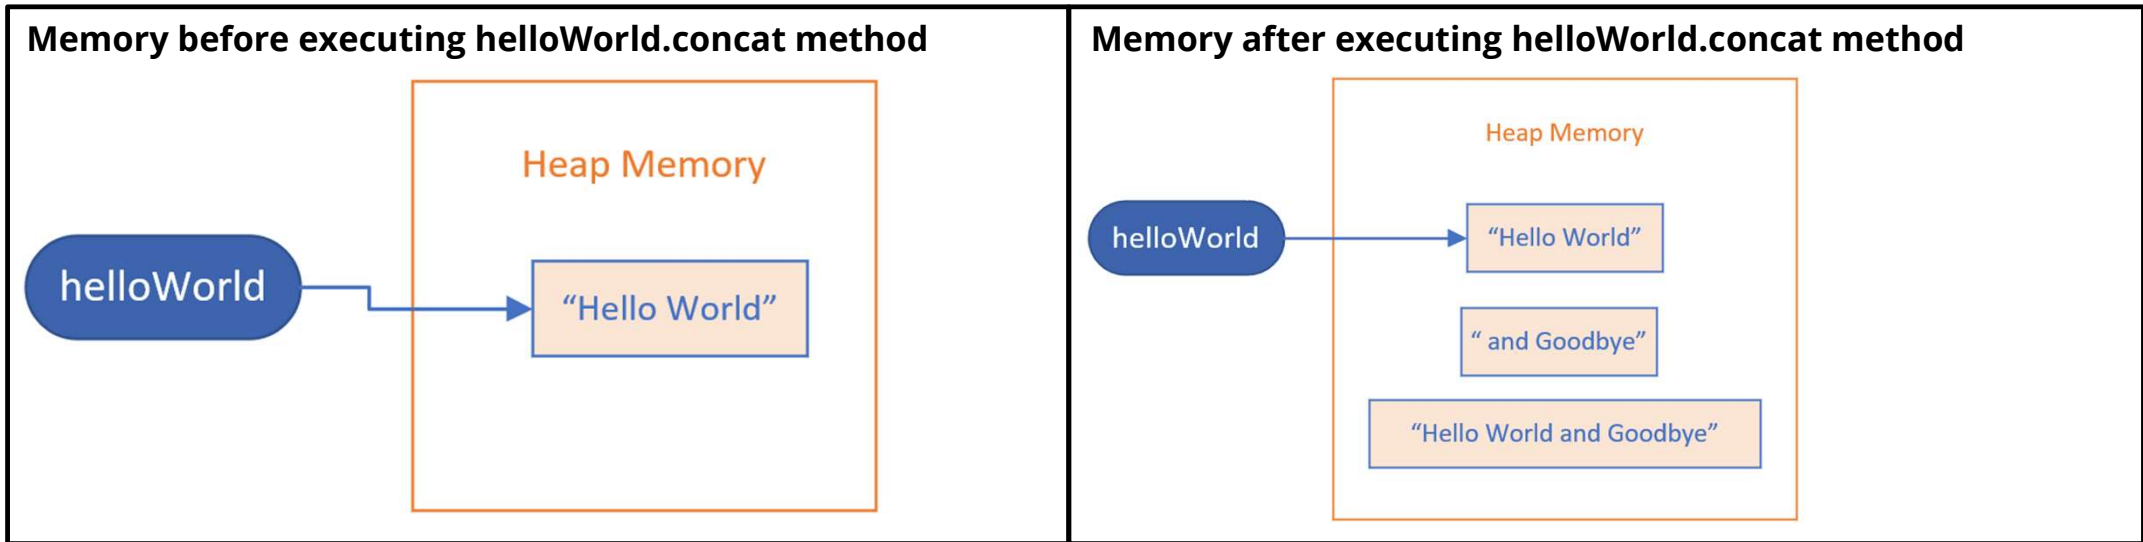 Memory before executing helloWorld.concat method
Heap Memory
helloWorld
“Hello World”
Memory after executing helloWorld.concat method
Heap Memory
helloWorld
“Hello World”
“ and Goodbye”
“Hello World and Goodbye”